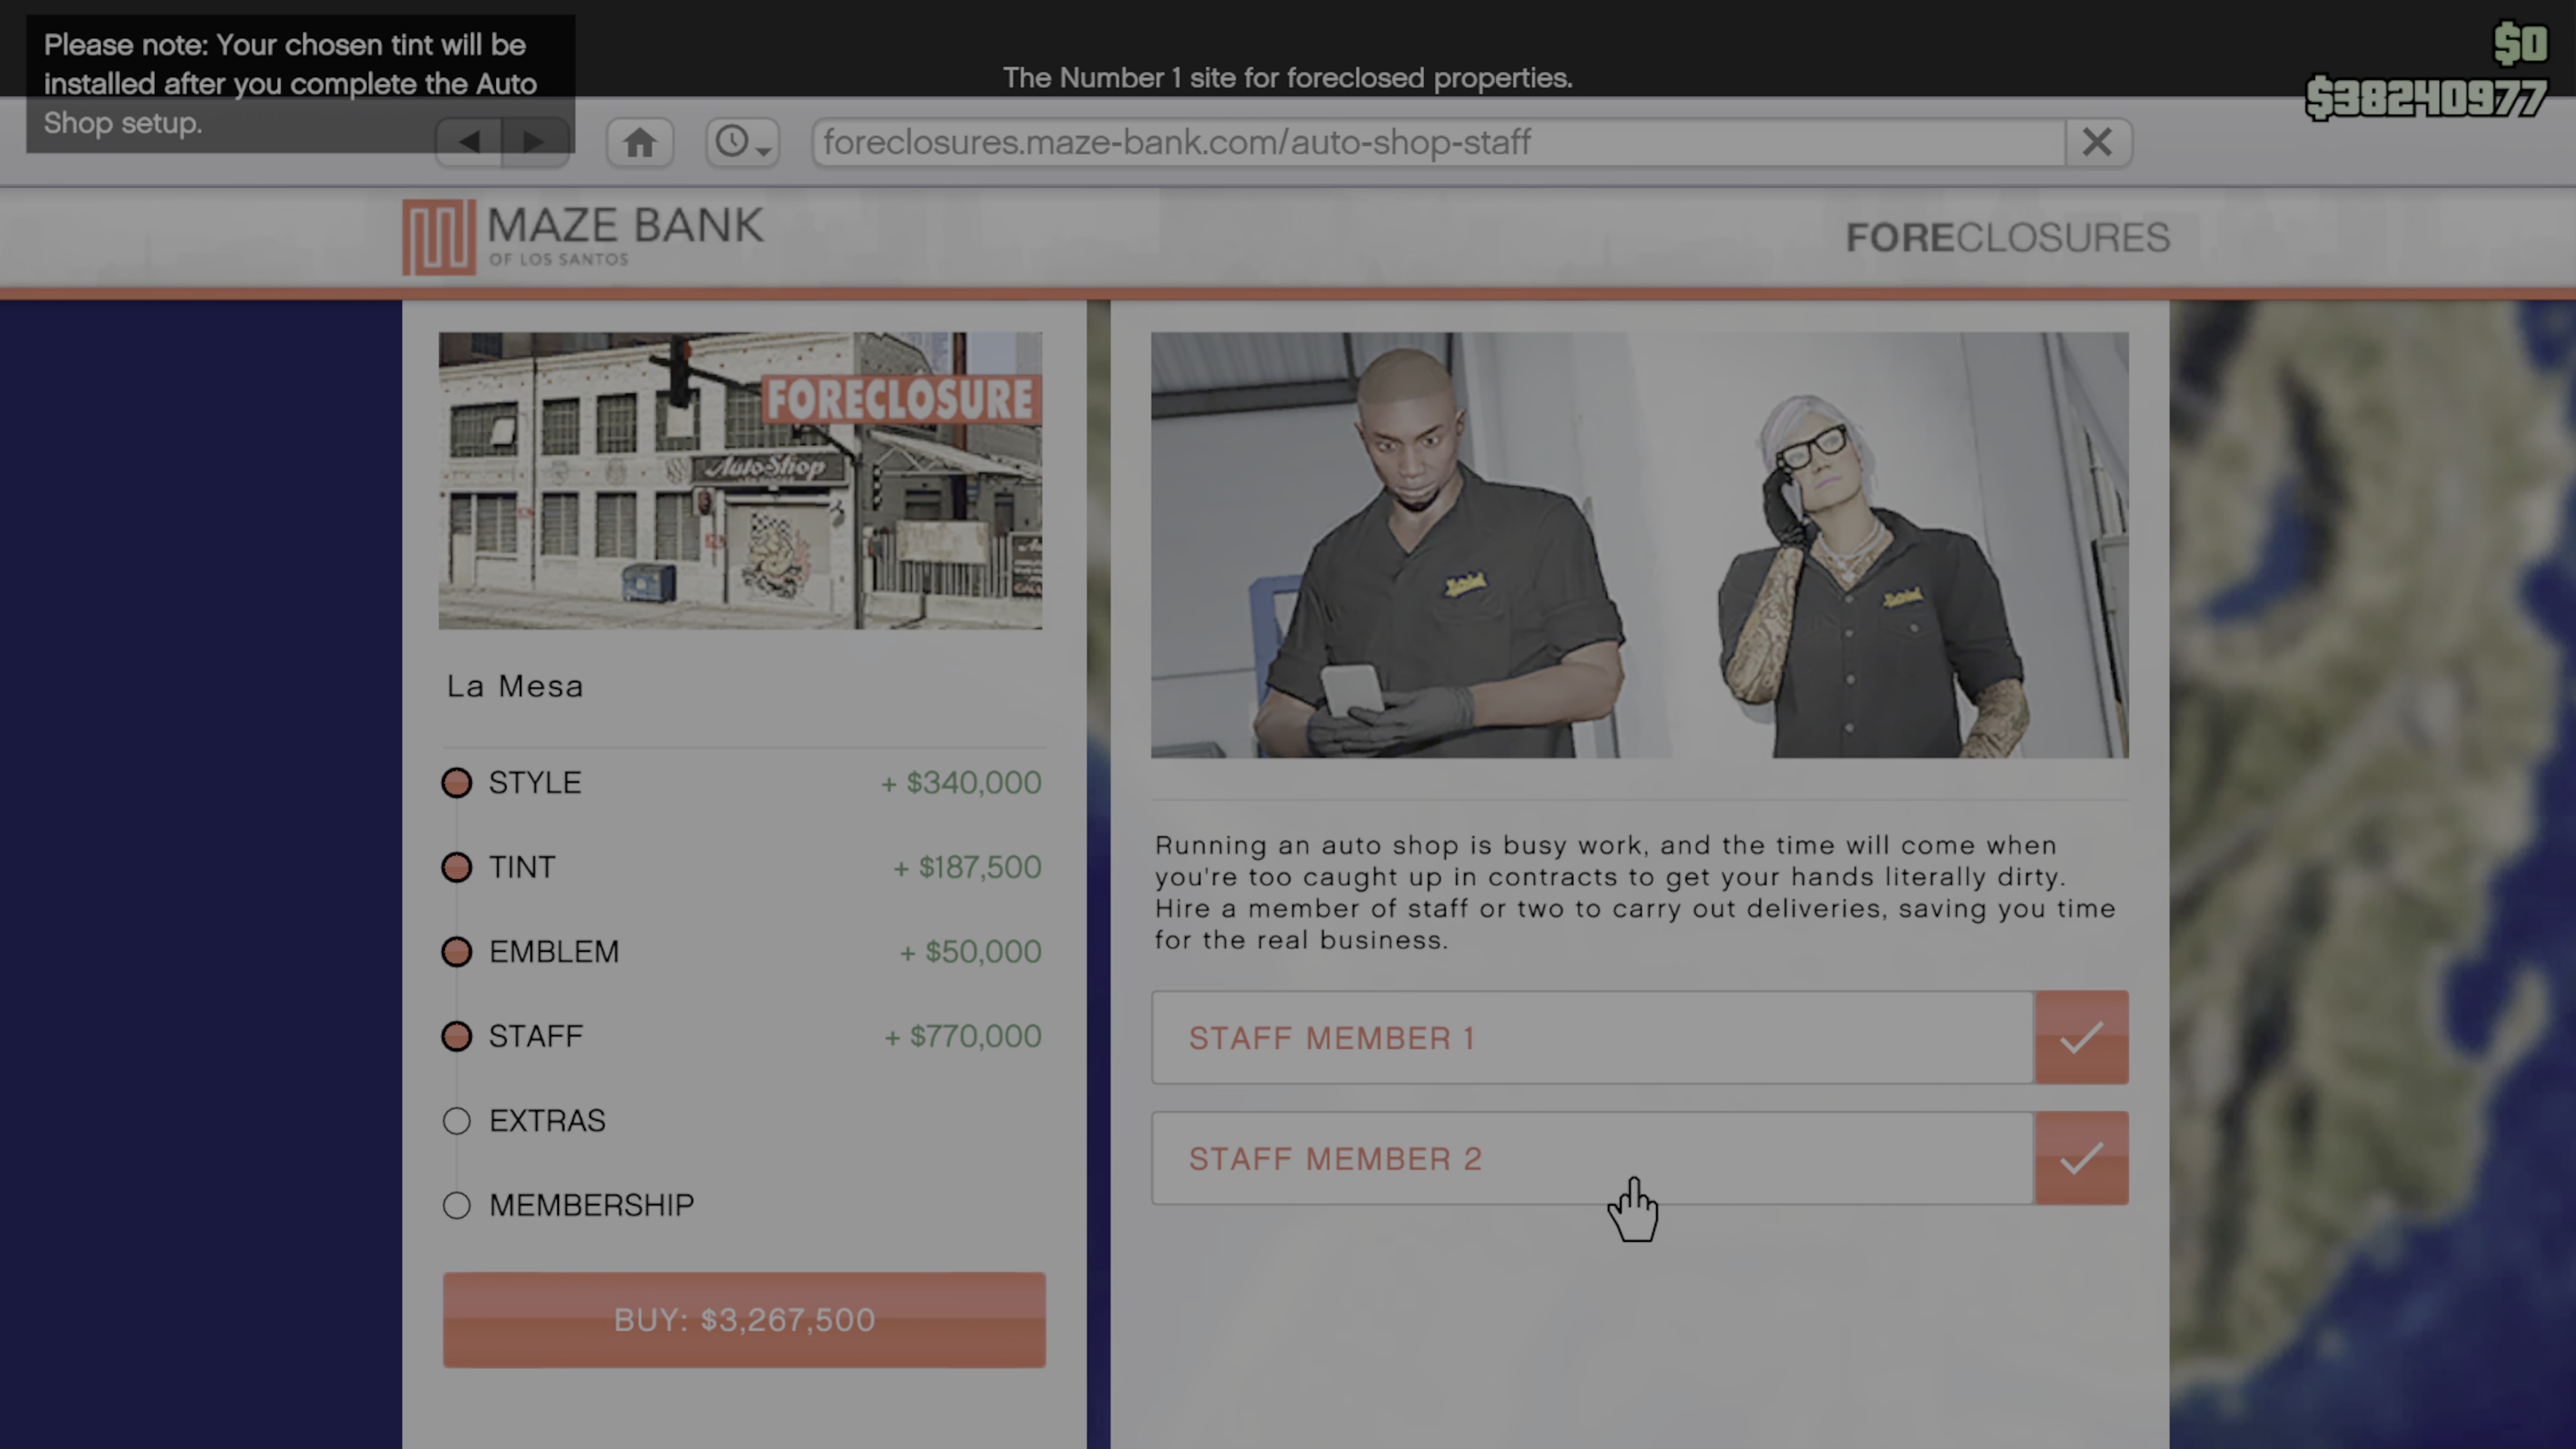 Please note: Your chosen tint will be
installed after you complete the Auto
Shop setup.
The Number 1 site for foreclosed properties.
$0
$38240977
foreclosures.maze-bank.com/auto-shop-staff
MAZE BANK
OF LOS SANTOS
FORECLOSURES
FORECLOSURE
AutoShop
La Mesa
STYLE + $340,000
TINT + $187,500
EMBLEM + $50,000
STAFF + $770,000
EXTRAS
MEMBERSHIP
BUY: $3,267,500
Running an auto shop is busy work, and the time will come when
you're too caught up in contracts to get your hands literally dirty.
Hire a member of staff or two to carry out deliveries, saving you time
for the real business.
STAFF MEMBER 1
STAFF MEMBER 2